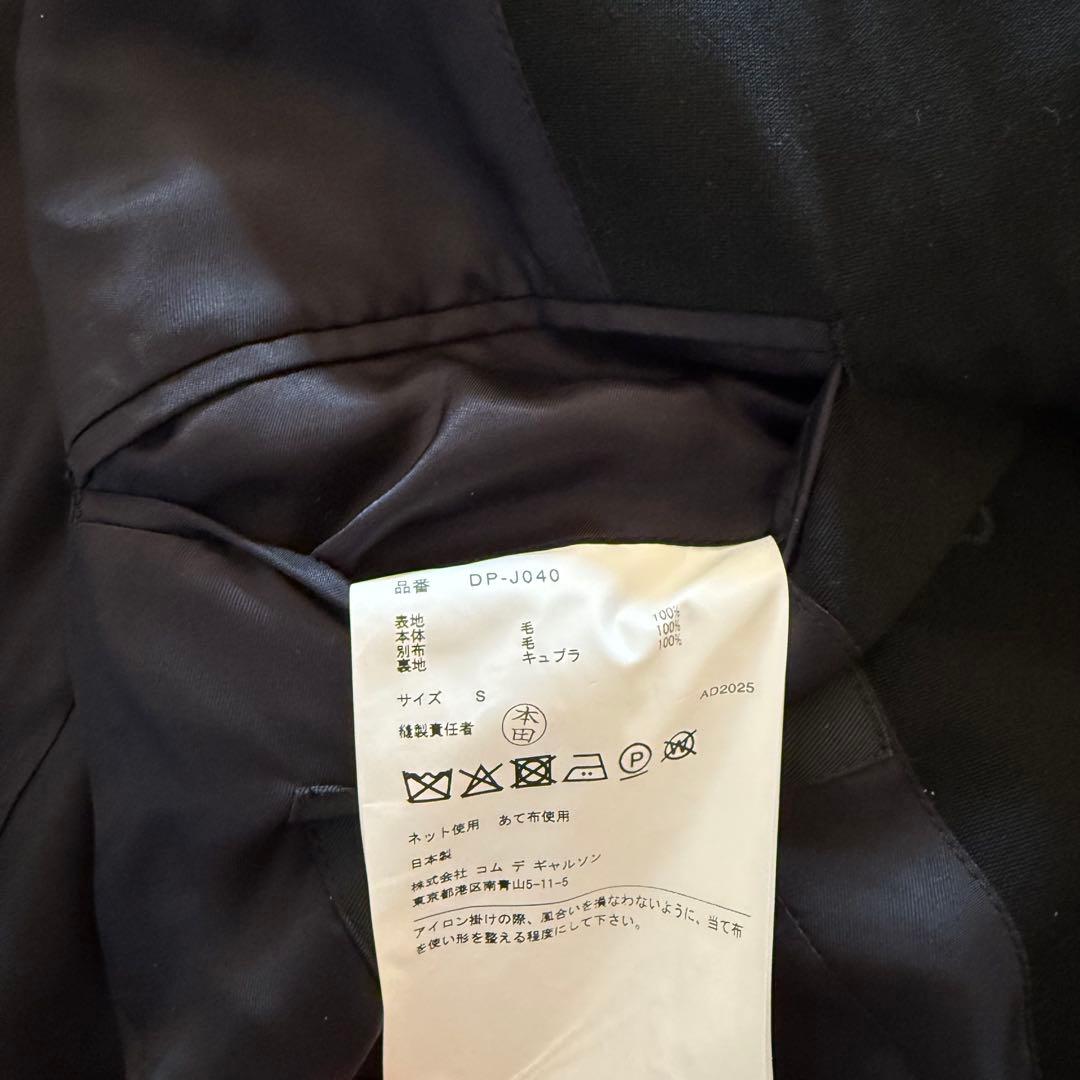 品番 DP-J040
表地
本体 毛 100%
別布 毛 100%
裏地 キュプラ 100%
サイズ S AD2025
縫製責任者 本田
P W
ネット使用 あて布使用
日本製
株式会社 コム デ ギャルソン
東京都港区南青山5-11-5
アイロン掛けの際、風合いを損なわないように、当て布
を使い形を整える程度にして下さい。